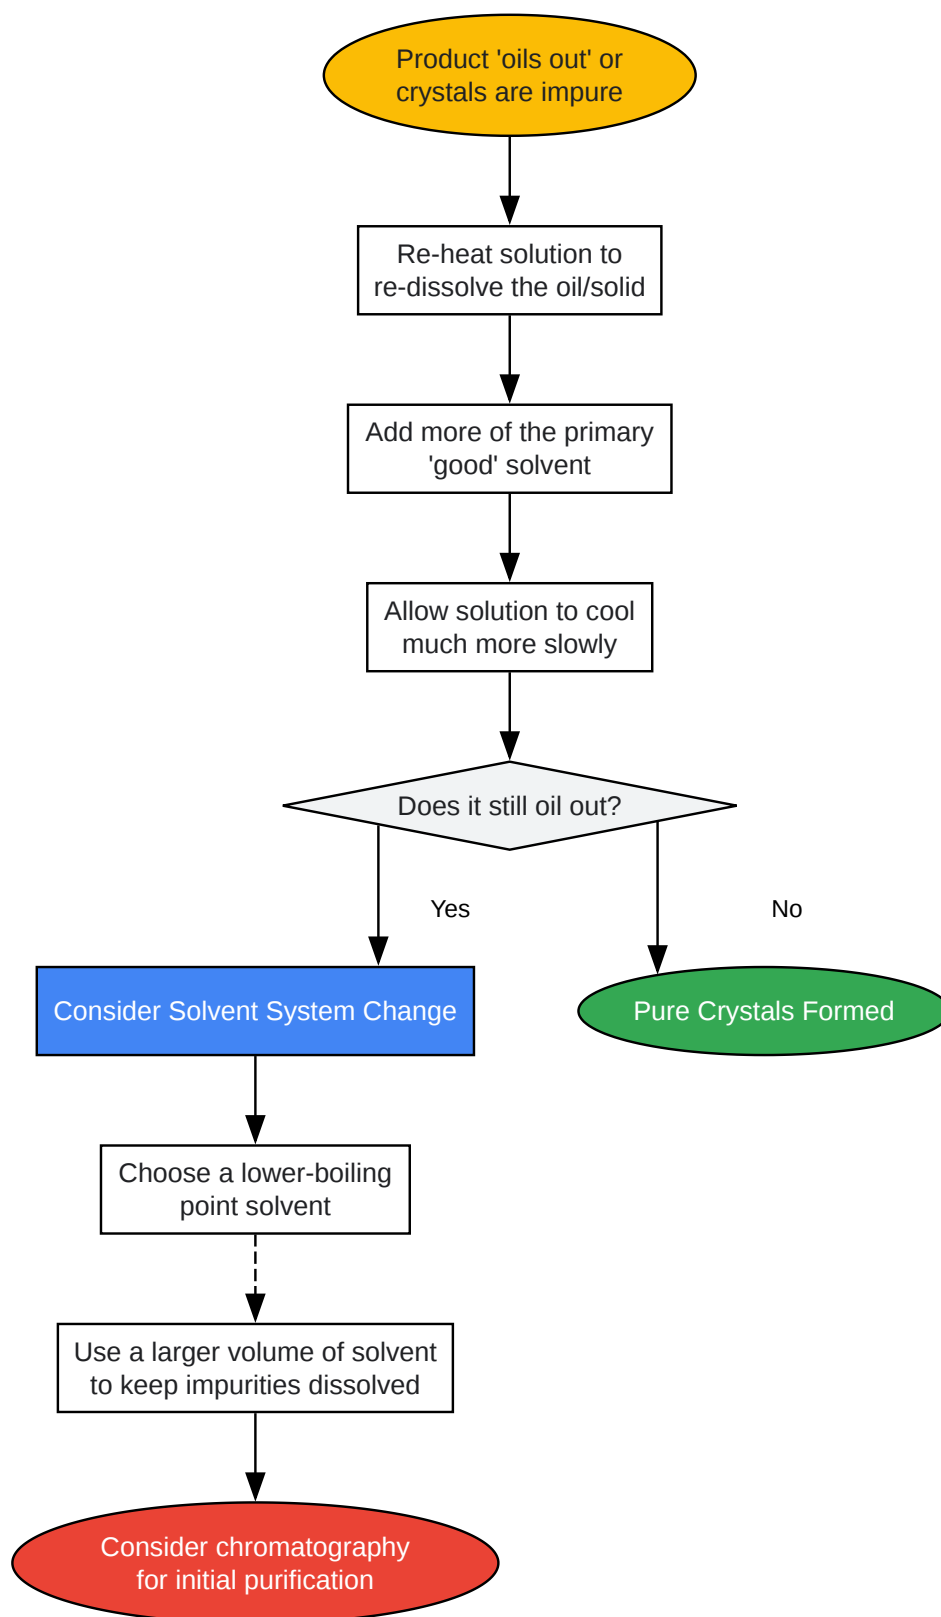 Product 'oils out' or
crystals are impure
Re-heat solution to
re-dissolve the oil/solid
Add more of the primary
'good' solvent
Allow solution to cool
much more slowly
Does it still oil out?
Yes
No
Consider Solvent System Change
Pure Crystals Formed
Choose a lower-boiling
point solvent
Use a larger volume of solvent
to keep impurities dissolved
Consider chromatography
for initial purification